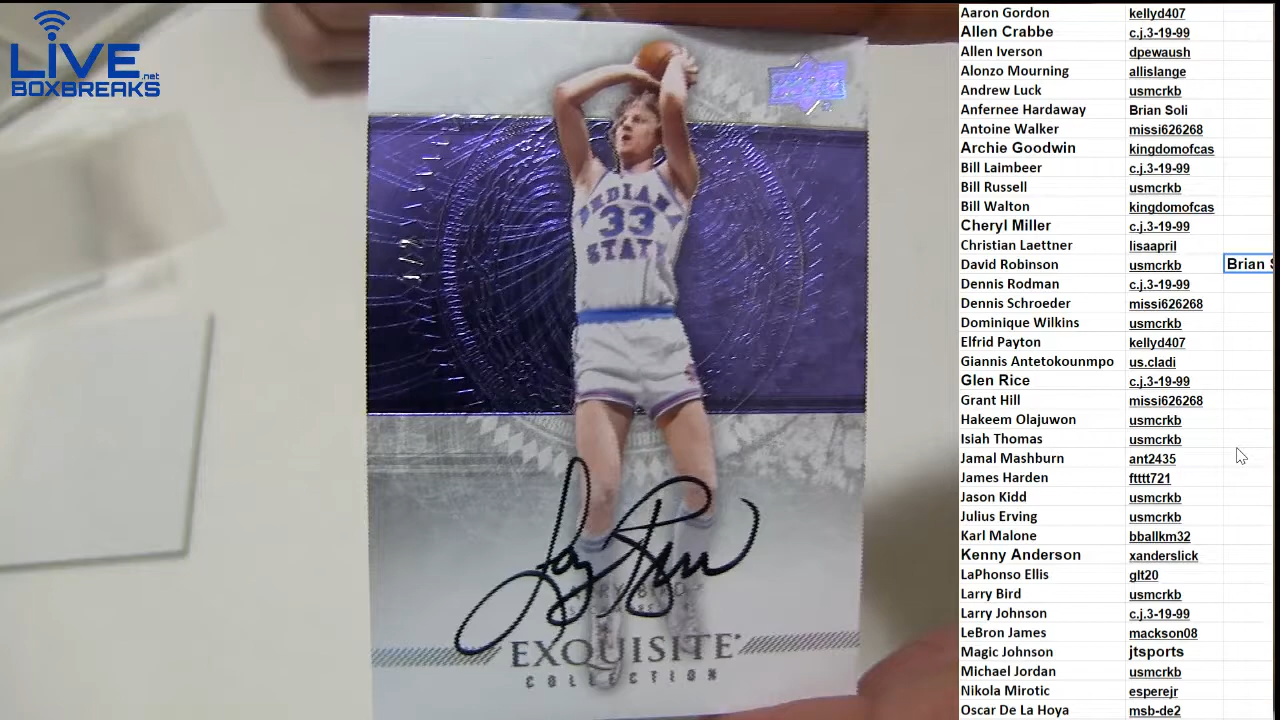 LIVE
.net
BOXBREAKS
INDIANA
33
STATE
LARRY BIRD
EXQUISITE
COLLECTION
Aaron Gordon kellyd407
Allen Crabbe c.j.3-19-99
Allen Iverson dpewaush
Alonzo Mourning allislange
Andrew Luck usmcrkb
Anfernee Hardaway Brian Soli
Antoine Walker missi626268
Archie Goodwin kingdomofcas
Bill Laimbeer c.j.3-19-99
Bill Russell usmcrkb
Bill Walton kingdomofcas
Cheryl Miller c.j.3-19-99
Christian Laettner lisaapril
David Robinson usmcrkb Brian S
Dennis Rodman c.j.3-19-99
Dennis Schroeder missi626268
Dominique Wilkins usmcrkb
Elfrid Payton kellyd407
Giannis Antetokounmpo us.cladi
Glen Rice c.j.3-19-99
Grant Hill missi626268
Hakeem Olajuwon usmcrkb
Isiah Thomas usmcrkb
Jamal Mashburn ant2435
James Harden ftttt721
Jason Kidd usmcrkb
Julius Erving usmcrkb
Karl Malone bballkm32
Kenny Anderson xanderslick
LaPhonso Ellis glt20
Larry Bird usmcrkb
Larry Johnson c.j.3-19-99
LeBron James mackson08
Magic Johnson jtsports
Michael Jordan usmcrkb
Nikola Mirotic esperejr
Oscar De La Hoya msb-de2